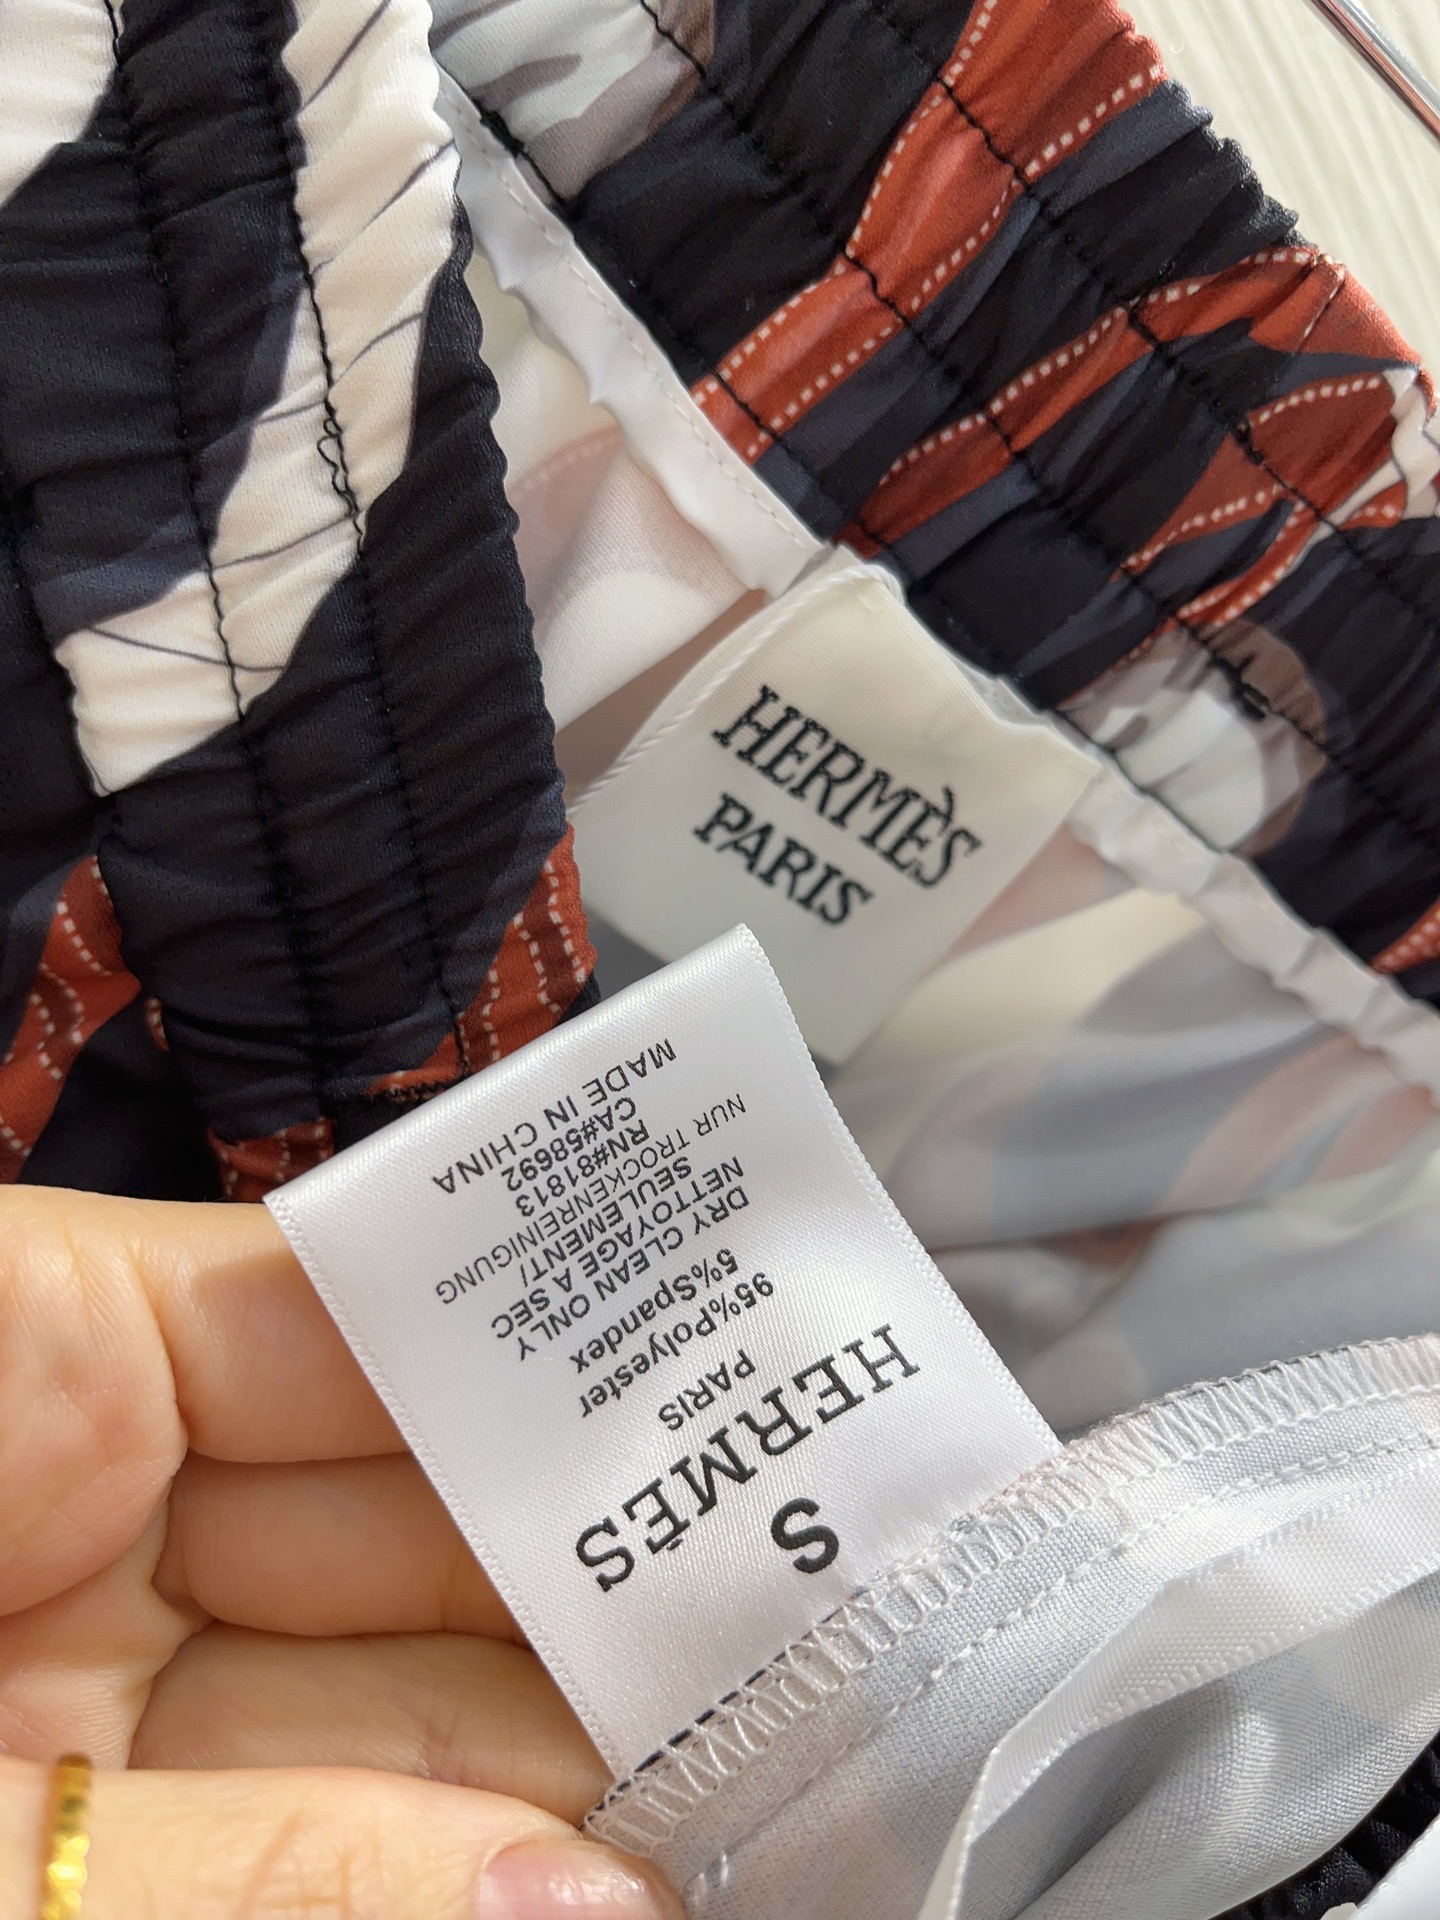 HERMÈS
PARIS
S
HERMÈS
PARIS
95%Polyester
5%Spandex
DRY CLEAN ONLY
NETTOYAGE A SEC
SEULEMENT/
NUR TROCKENREINIGUNG
RN#81813
CA#58692
MADE IN CHINA